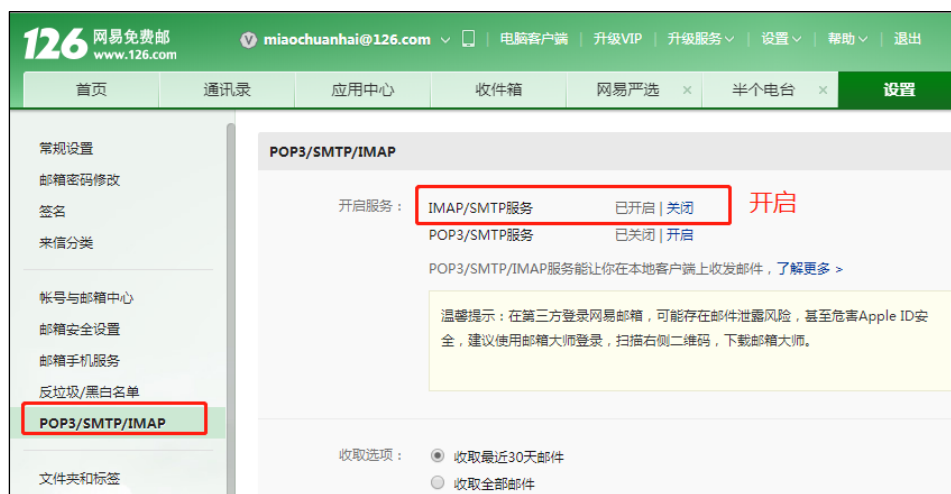 126 网易免费邮 www.126.com miaochuanhai@126.com 电脑客户端 | 升级VIP | 升级服务 | 设置 | 帮助 | 退出
首页 通讯录 应用中心 收件箱 网易严选 × 半个电台 × 设置
常规设置
邮箱密码修改
签名
来信分类
帐号与邮箱中心
邮箱安全设置
邮箱手机服务
反垃圾/黑白名单
POP3/SMTP/IMAP
文件夹和标签
POP3/SMTP/IMAP
开启服务： IMAP/SMTP服务 已开启 | 关闭 开启
POP3/SMTP服务 已关闭 | 开启
POP3/SMTP/IMAP服务能让你在本地客户端上收发邮件，了解更多 >
温馨提示：在第三方登录网易邮箱，可能存在邮件泄露风险，甚至危害Apple ID安
全，建议使用邮箱大师登录，扫描右侧二维码，下载邮箱大师。
收取选项： 收取最近30天邮件
收取全部邮件